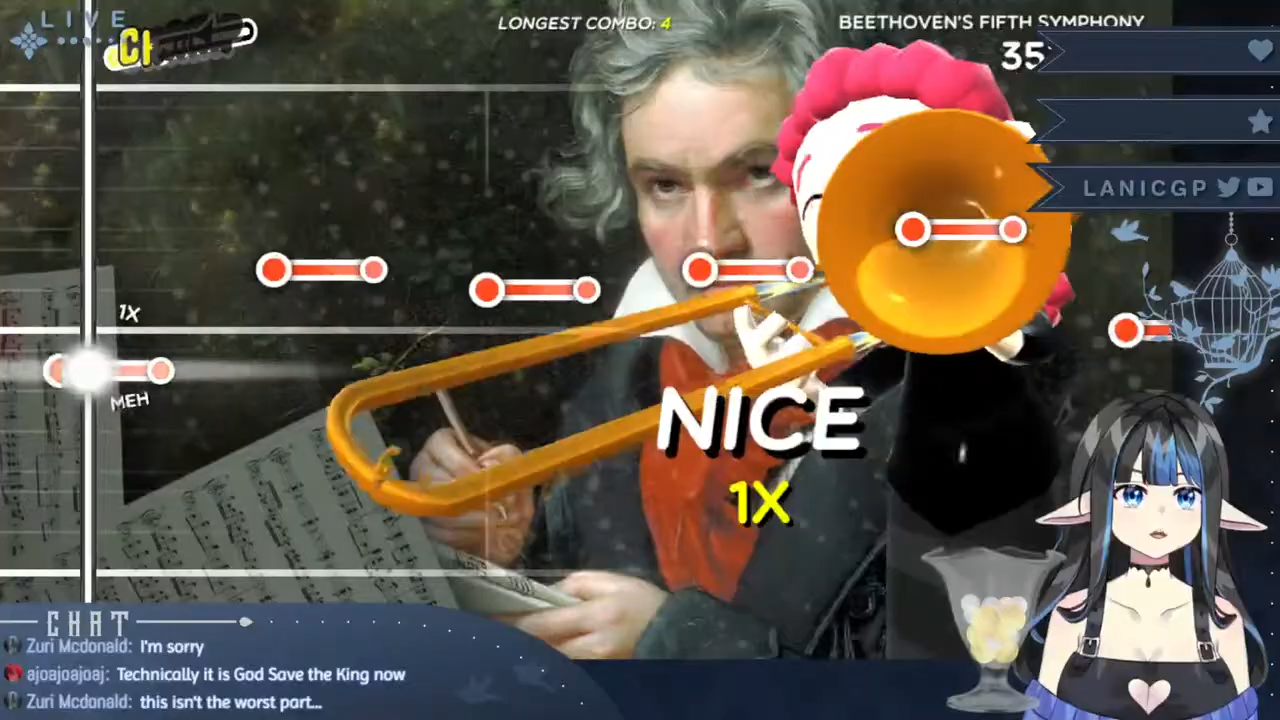 LIVE
LONGEST COMBO: 4
BEETHOVEN'S FIFTH SYMPHONY
35
LANICGP
1X
MEH
NICE
1X
CHAT
Zuri Mcdonald: I'm sorry
ajoajoajoaj: Technically it is God Save the King now
Zuri Mcdonald: this isn't the worst part...